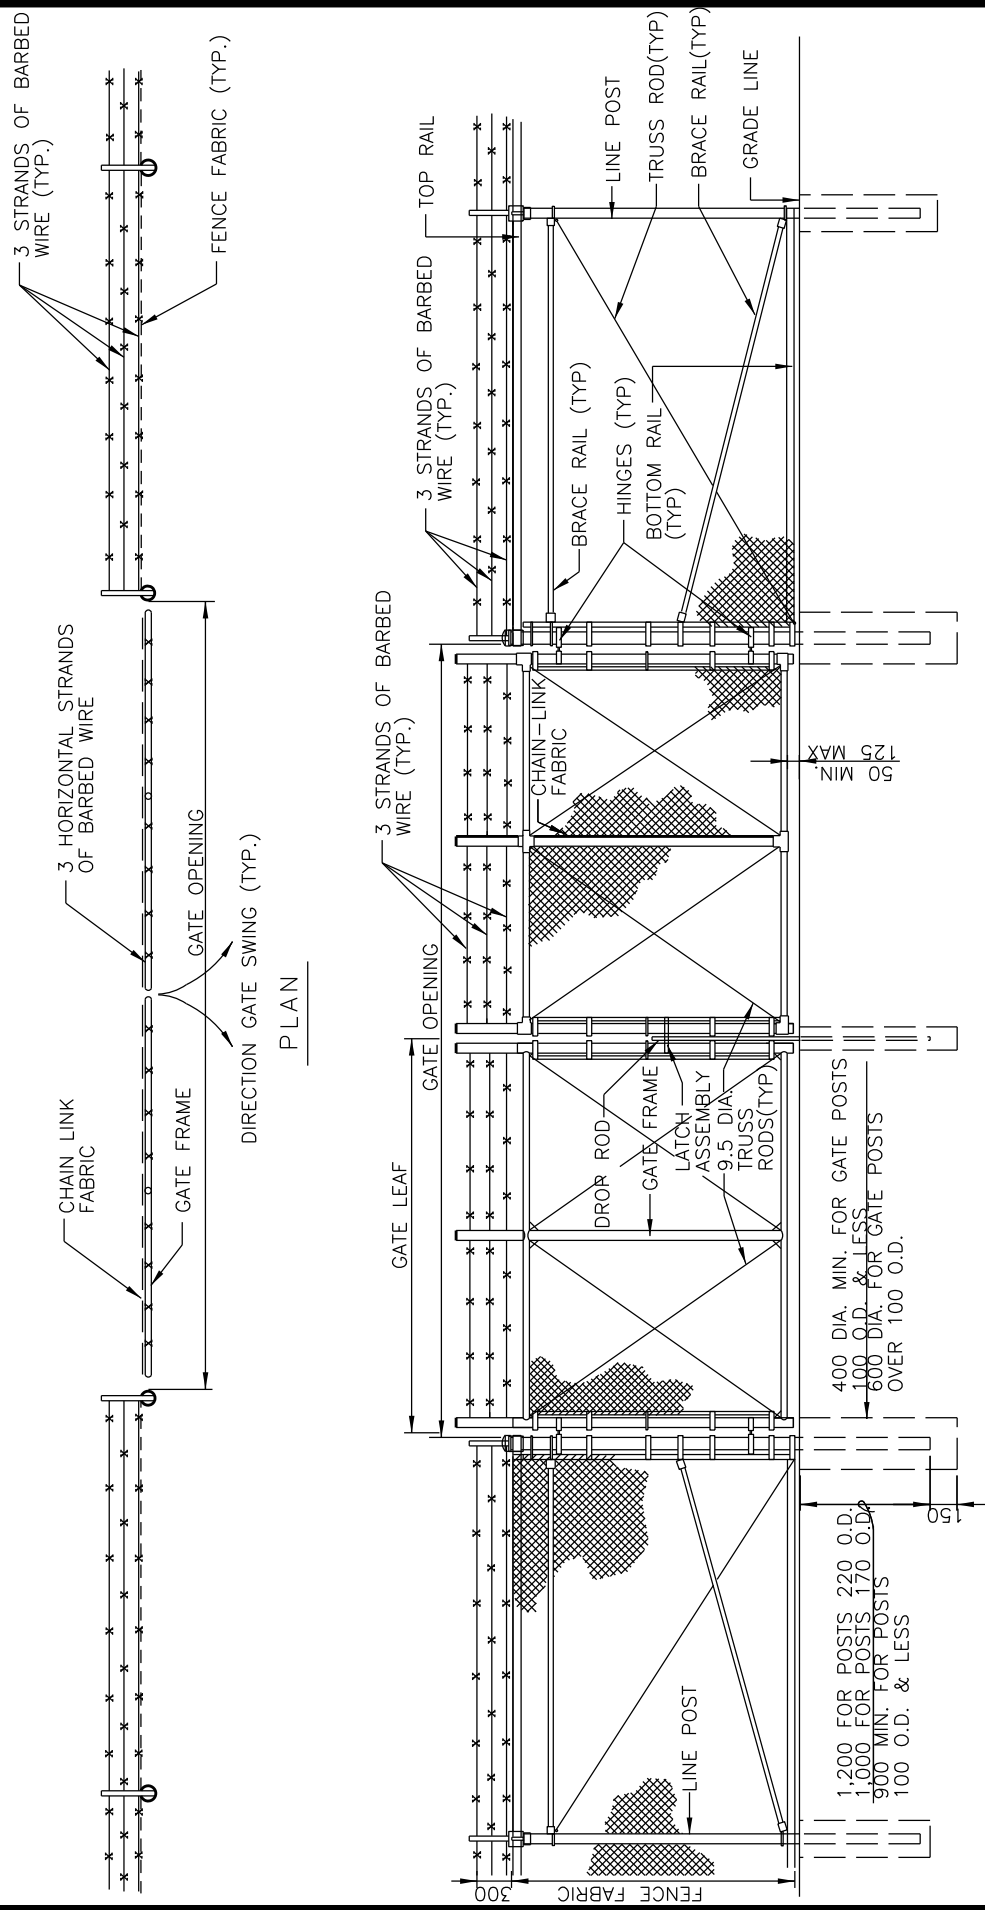 3 STRANDS OF BARBED
WIRE (TYP.)
FENCE FABRIC (TYP.)
3 HORIZONTAL STRANDS
OF BARBED WIRE
GATE OPENING
DIRECTION GATE SWING (TYP.)
CHAIN LINK
FABRIC
GATE FRAME
PLAN
TOP RAIL
3 STRANDS OF BARBED
WIRE (TYP.)
3 STRANDS OF BARBED
WIRE (TYP.)
LINE POST
TRUSS ROD(TYP)
BRACE RAIL(TYP)
GRADE LINE
BRACE RAIL (TYP)
HINGES (TYP)
BOTTOM RAIL
(TYP)
CHAIN-LINK
FABRIC
50 MIN.
125 MAX
GATE OPENING
GATE LEAF
DROP ROD
GATE FRAME
LATCH
ASSEMBLY
9.5 DIA.
TRUSS
RODS(TYP)
400 DIA. MIN. FOR GATE POSTS
100 O.D. & LESS
600 DIA. FOR GATE POSTS
OVER 100 O.D.
150
1,200 FOR POSTS 220 O.D.
1,000 FOR POSTS 170 O.D.
900 MIN. FOR POSTS
100 O.D. & LESS
LINE POST
300
FENCE FABRIC